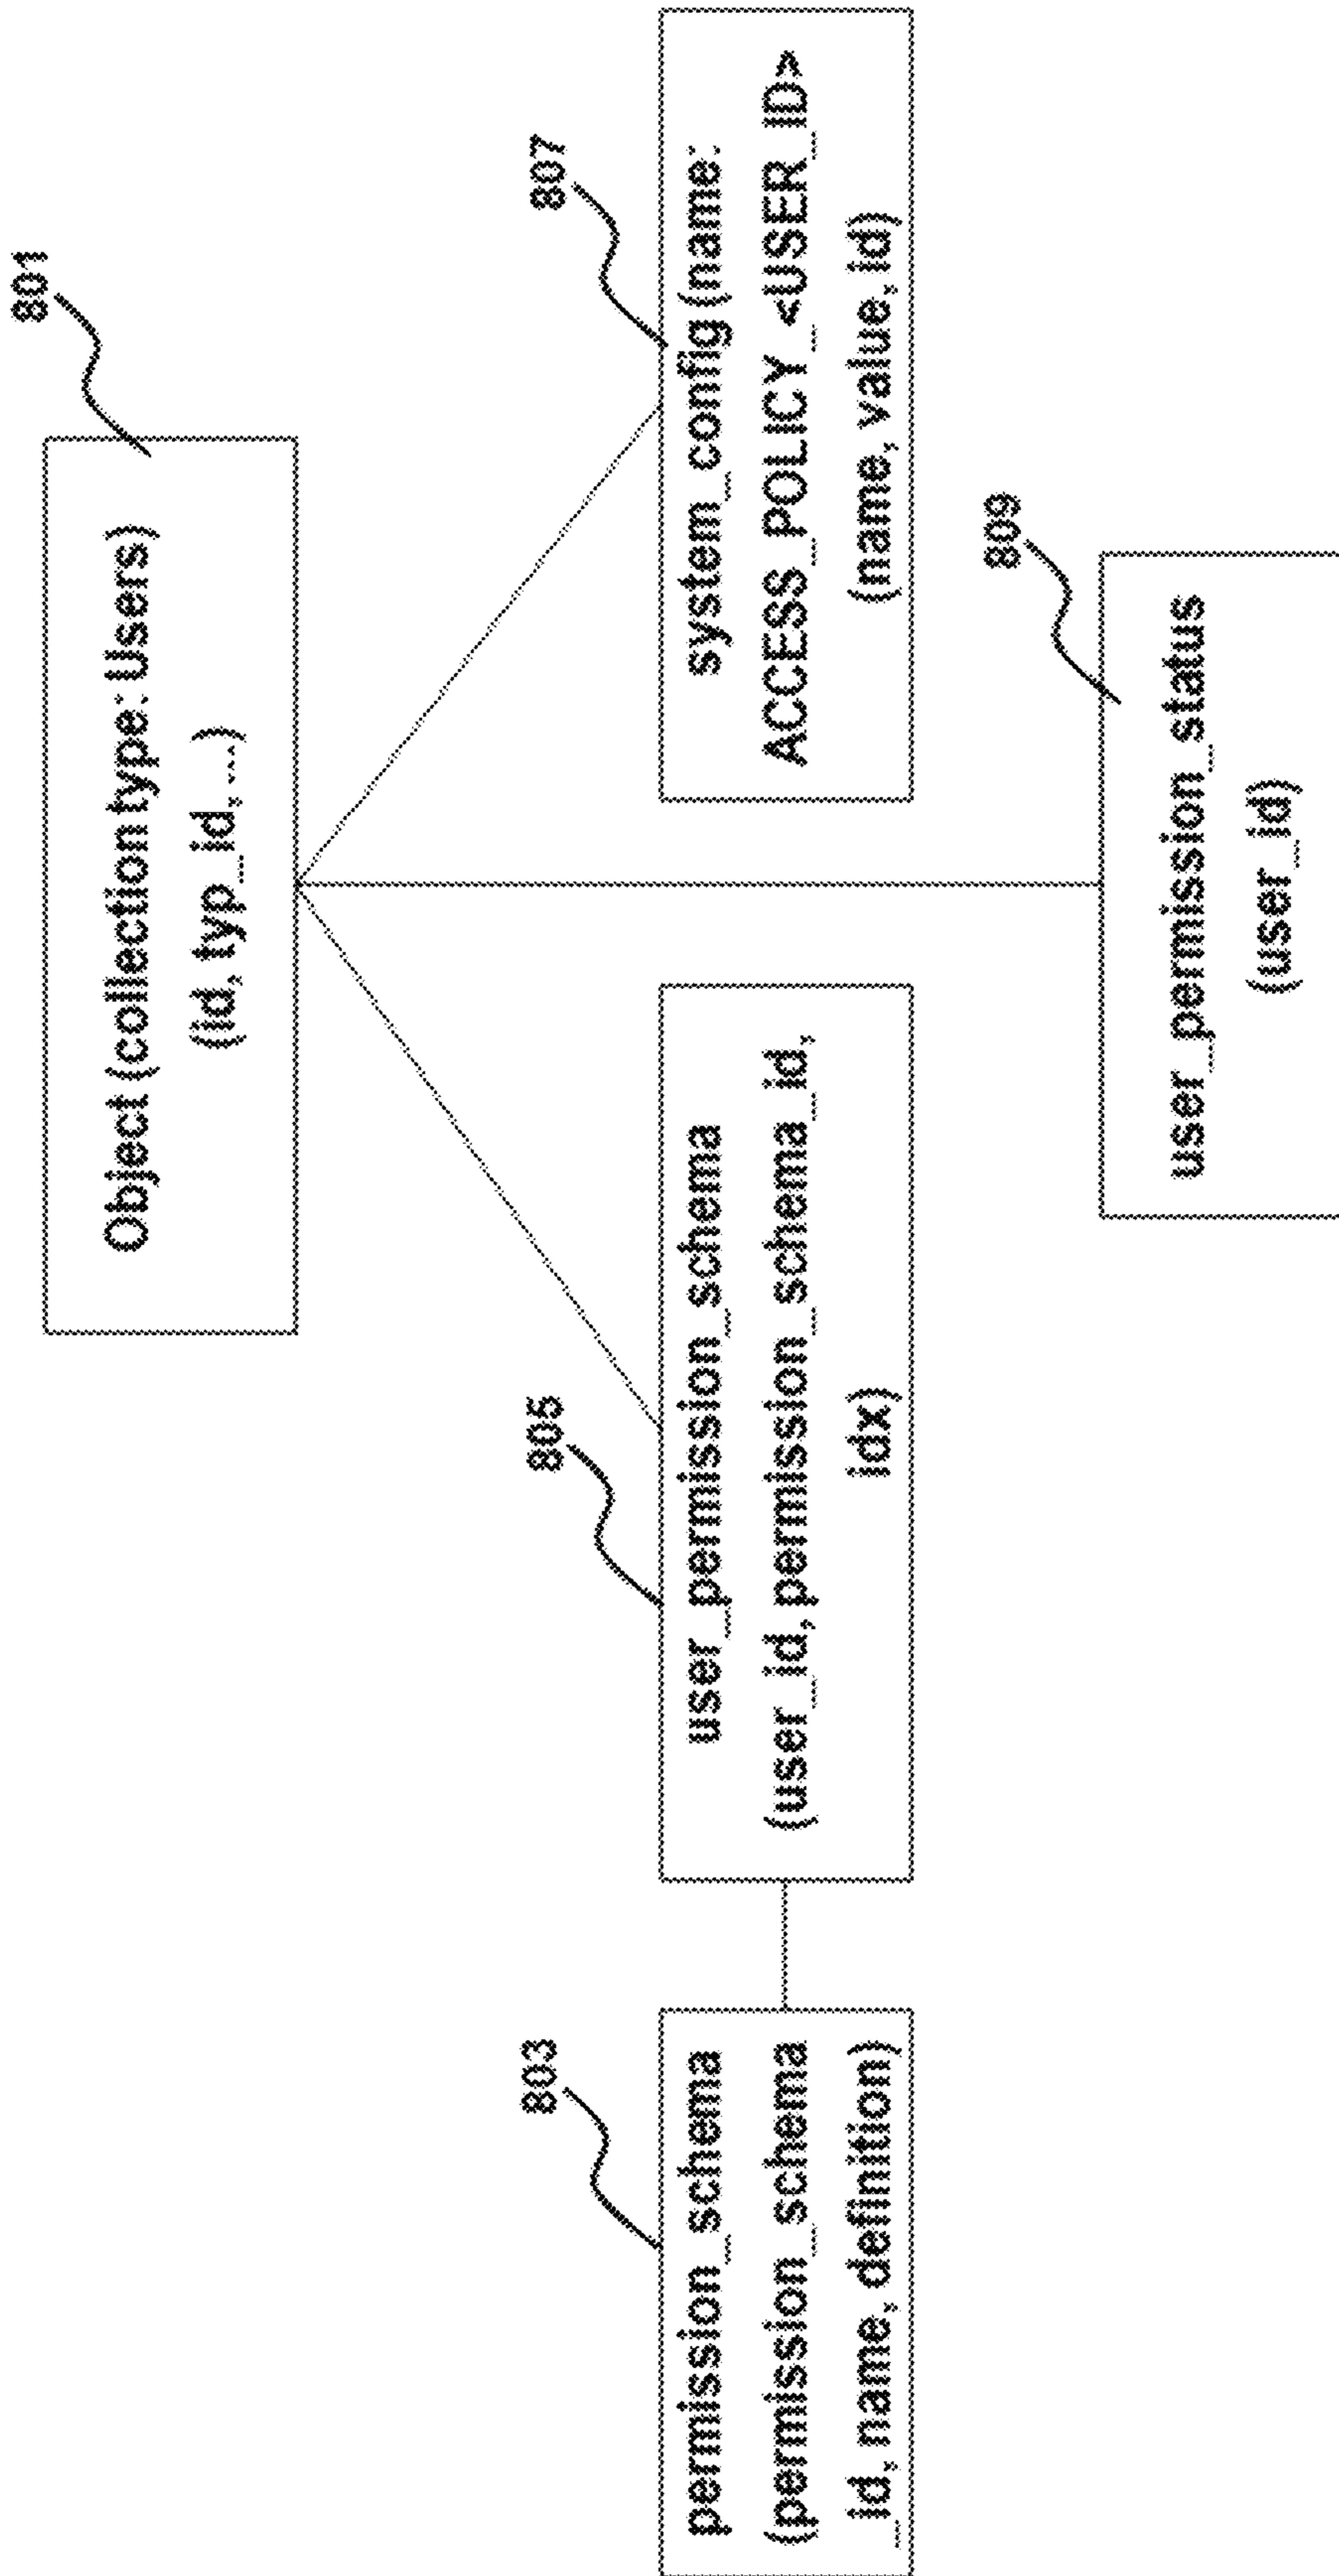 801
Object (collection type: Users)
(id, typ_id, ...)
803
permission_schema
(permission_schema
_id, name, definition)
805
user_permission_schema
(user_id, permission_schema_id,
idx)
807
system_config (name:
ACCESS_POLICY_<USER_ID>
(name, value, id)
809
user_permission_status
(user_id)